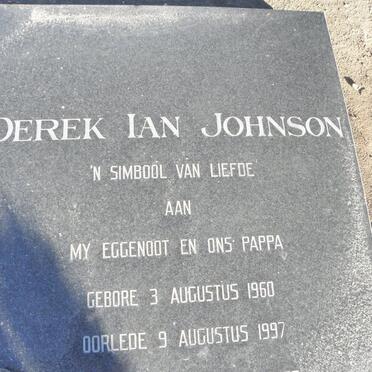 DEREK IAN JOHNSON
'N SIMBOOL VAN LIEFDE
AAN
MY EGGENOOT EN ONS PAPPA
GEBORE 3 AUGUSTUS 1960
OORLEDE 9 AUGUSTUS 1997